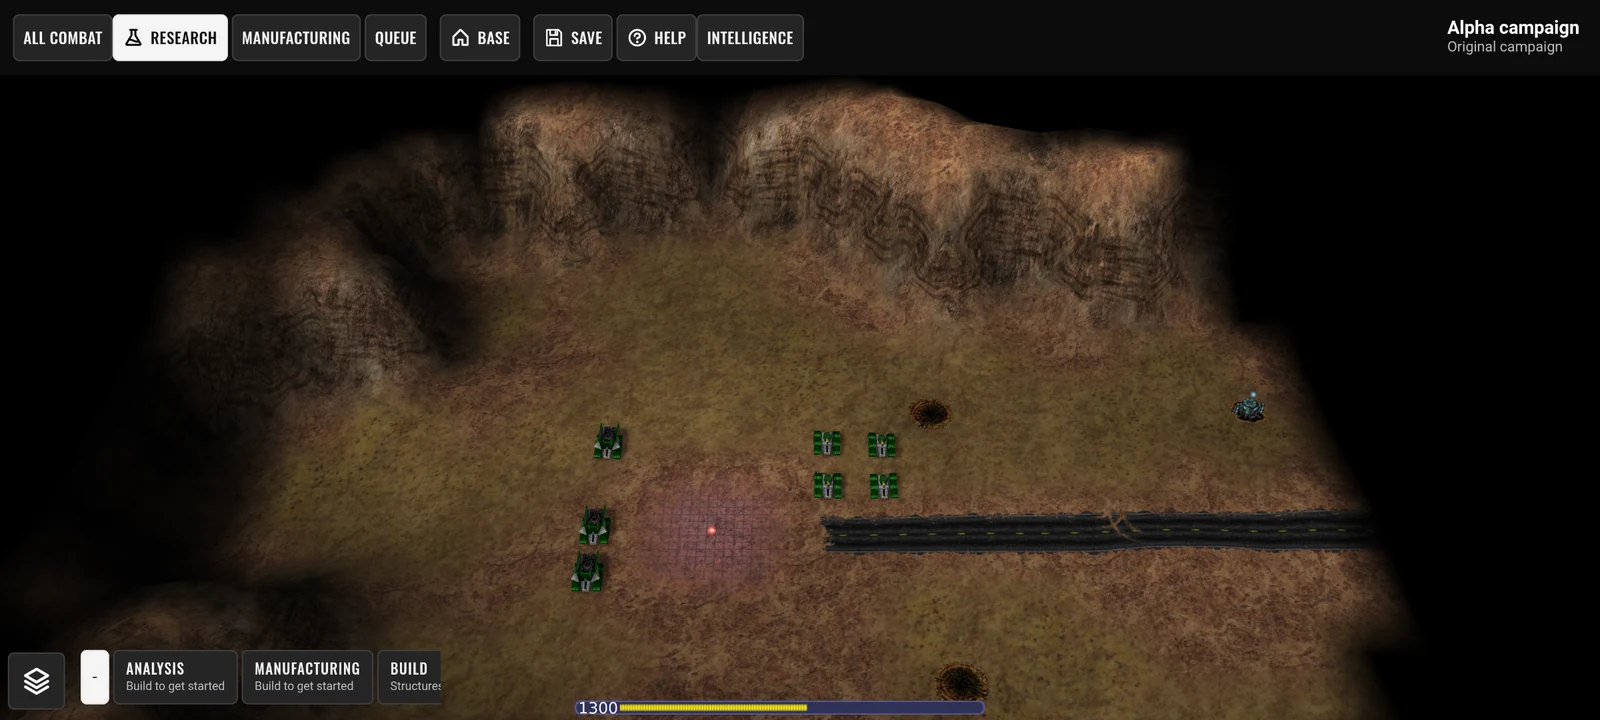 ALL COMBAT
RESEARCH
MANUFACTURING
QUEUE
BASE
SAVE
HELP
INTELLIGENCE
Alpha campaign
Original campaign
-
ANALYSIS
Build to get started
MANUFACTURING
Build to get started
BUILD
Structures
1300